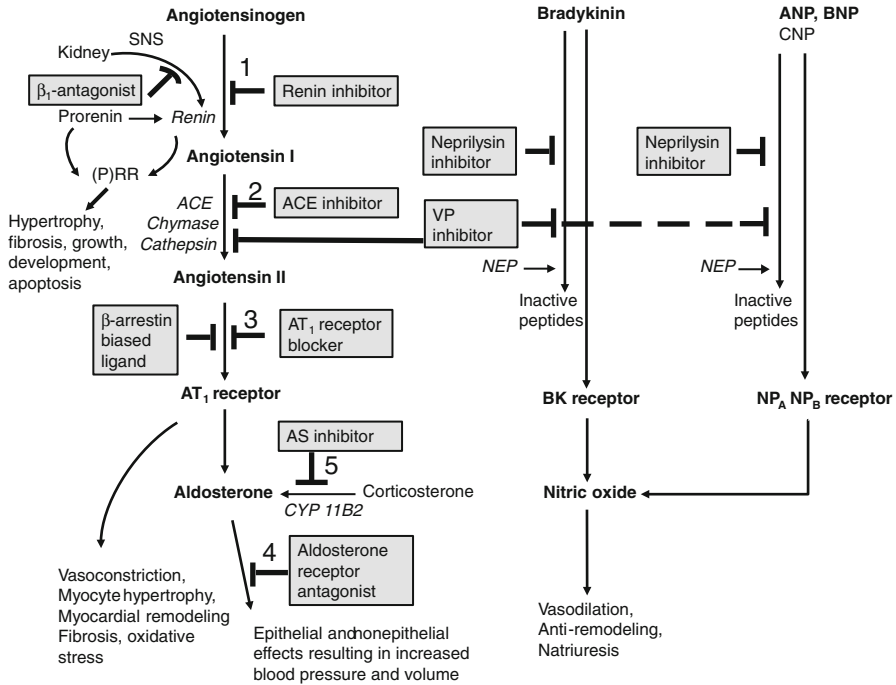 Angiotensinogen
SNS
Kidney
β1-antagonist
1
Renin inhibitor
Prorenin
Renin
Angiotensin I
(P)RR
Hypertrophy,
fibrosis, growth,
development,
apoptosis
ACE
Chymase
Cathepsin
2
ACE inhibitor
VP
inhibitor
Angiotensin II
β-arrestin
biased
ligand
3
AT1 receptor
blocker
AT1 receptor
AS inhibitor
5
Aldosterone
Corticosterone
CYP 11B2
4
Aldosterone
receptor
antagonist
Vasoconstriction,
Myocyte hypertrophy,
Myocardial remodeling
Fibrosis, oxidative
stress
Epithelial andnonepithelial
effects resulting in increased
blood pressure and volume
Bradykinin
Neprilysin
inhibitor
NEP
Inactive
peptides
BK receptor
Nitric oxide
Vasodilation,
Anti-remodeling,
Natriuresis
ANP, BNP
CNP
Neprilysin
inhibitor
NEP
Inactive
peptides
NPA NPB receptor